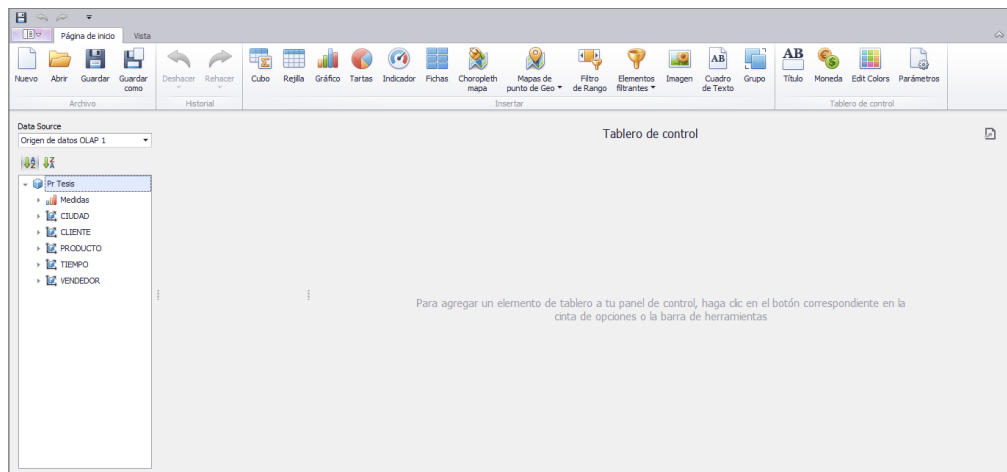 Página de inicio Vista
Nuevo Abrir Guardar Guardar como Deshacer Rehacer Cubo Rejilla Gráfico Tartas Indicador Fichas Choropleth mapa Mapas de punto de Geo Filtro de Rango Elementos filtrantes Imagen Cuadro de Texto Grupo Título Moneda Edit Colors Parámetros
Archivo Historial Insertar Tablero de control
Data Source
Origen de datos OLAP 1
Tablero de control
Pr Tesis
Medidas
CIUDAD
CLIENTE
PRODUCTO
TIEMPO
VENDEDOR
Para agregar un elemento de tablero a tu panel de control, haga clic en el botón correspondiente en la
cinta de opciones o la barra de herramientas